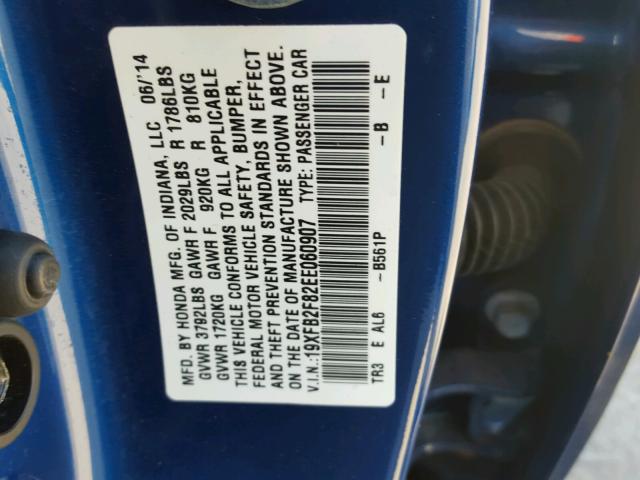 MFD. BY HONDA MFG. OF INDIANA, LLC 06/'14
GVWR 3792LBS GAWR F 2029LBS R 1786LBS
GVWR 1720KG GAWR F 920KG R 810KG
THIS VEHICLE CONFORMS TO ALL APPLICABLE
FEDERAL MOTOR VEHICLE SAFETY, BUMPER,
AND THEFT PREVENTION STANDARDS IN EFFECT
ON THE DATE OF MANUFACTURE SHOWN ABOVE.
V.I.N.:19XFB2F82EE060907 TYPE: PASSENGER CAR
TR3 E AL6 -B561P -B -E